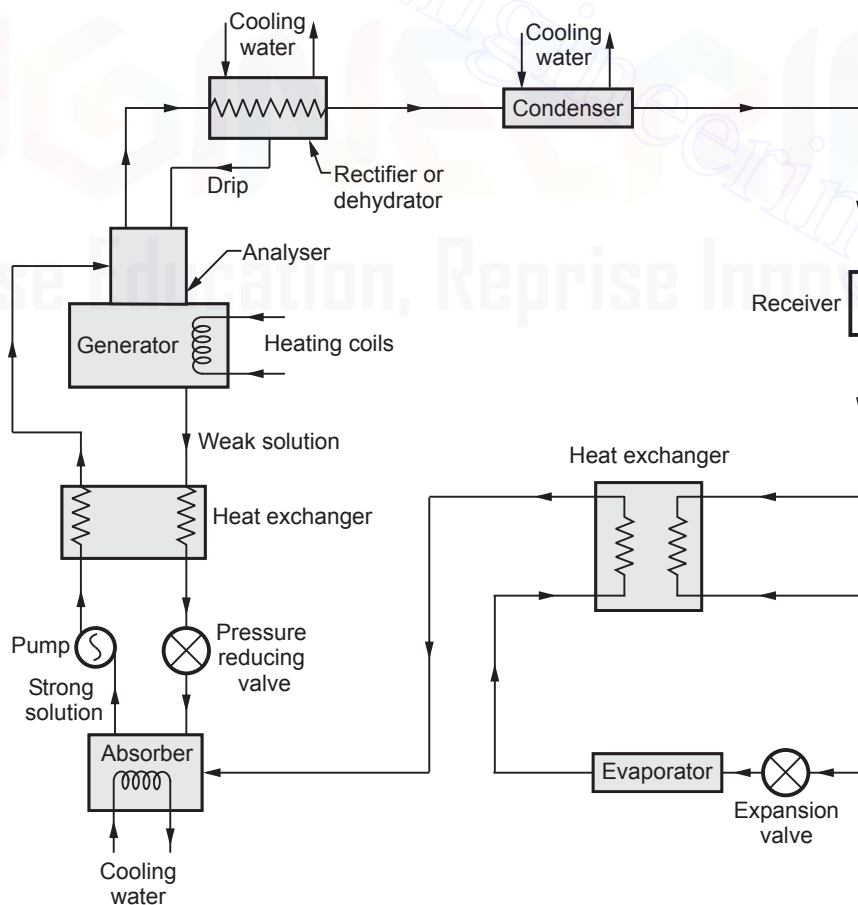 Cooling
water
Cooling
water
Condenser
Rectifier or
dehydrator
Drip
Analyser
Receiver
Generator
Heating coils
Weak solution
Heat exchanger
Heat exchanger
Pump
Pressure
reducing
valve
Strong
solution
Absorber
Evaporator
Expansion
valve
Cooling
water